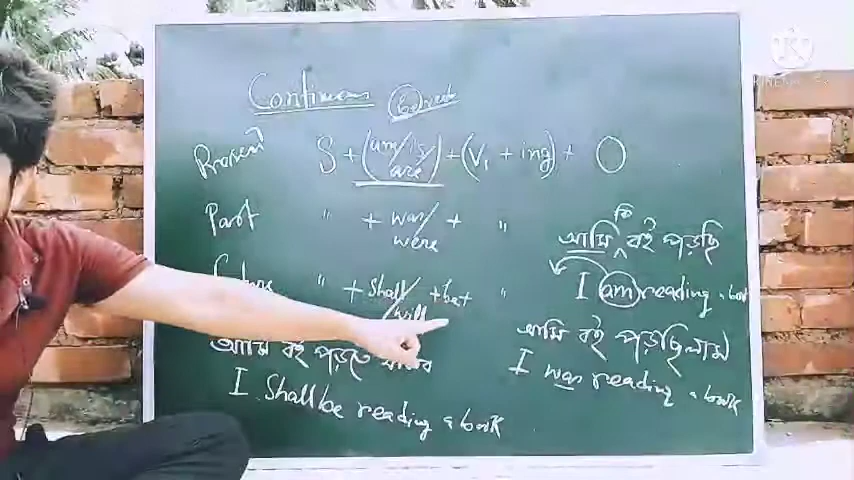 Continuous
Present S + (am/is/are) + (V1 + ing) + O
Past " + was/were + "
" + shall/will + be + "
আমি কি বই পড়ছি
I am reading a book
আমি বই পড়ছিলাম
I was reading a book
আমি বই পড়তে
I shall be reading a book